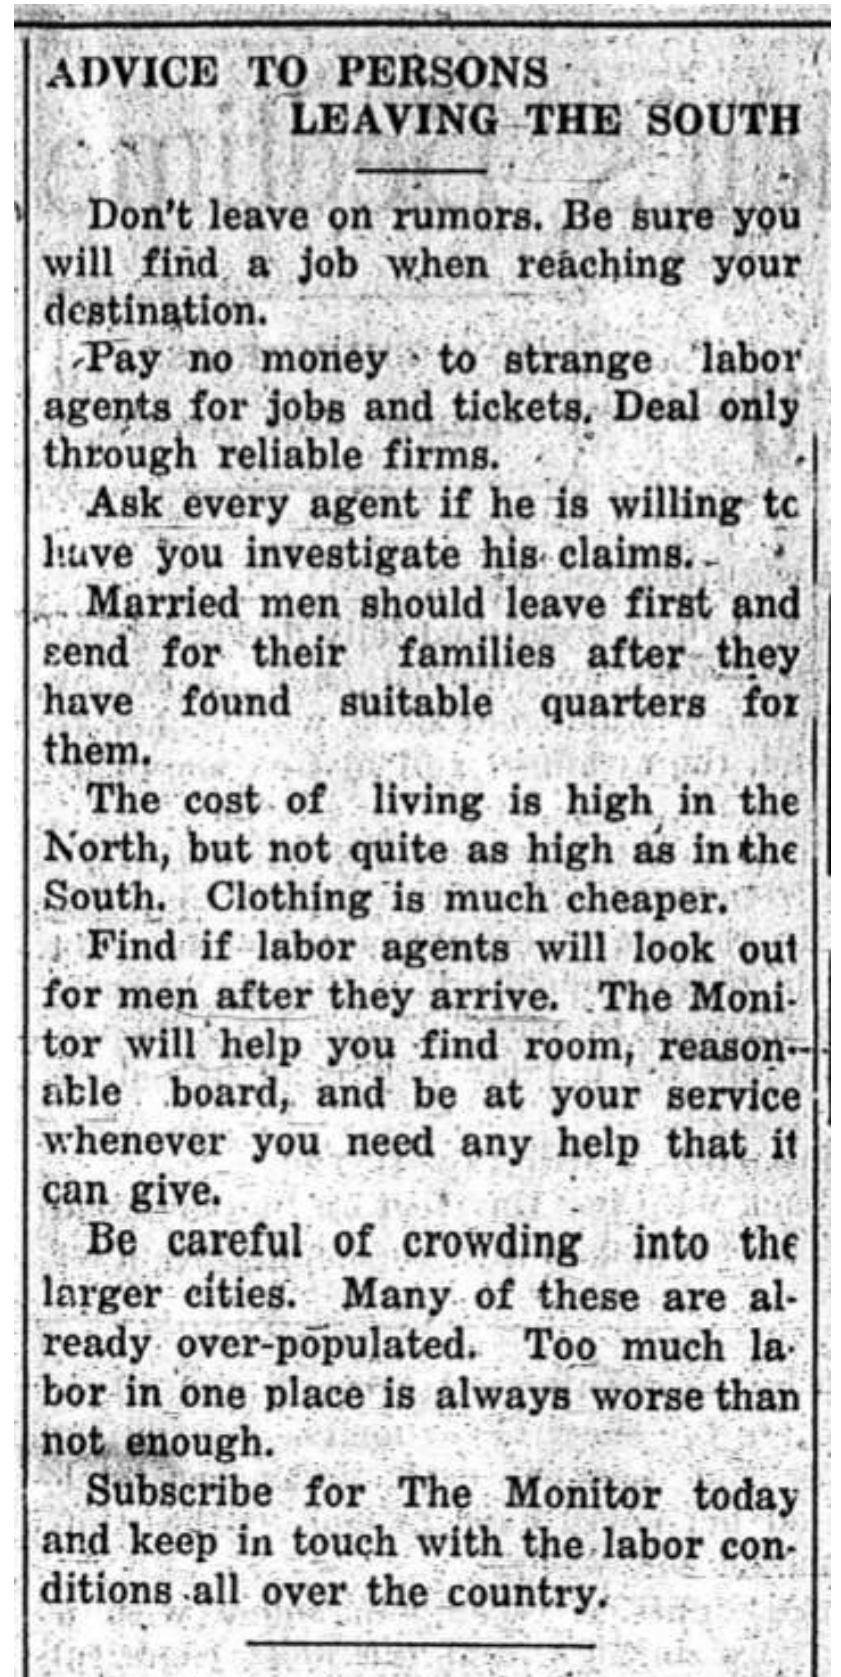 ADVICE TO PERSONS
LEAVING THE SOUTH
Don't leave on rumors. Be sure you
will find a job when reaching your
destination.
Pay no money to strange labor
agents for jobs and tickets. Deal only
through reliable firms.
Ask every agent if he is willing to
have you investigate his claims.
Married men should leave first and
send for their families after they
have found suitable quarters for
them.
The cost of living is high in the
North, but not quite as high as in the
South. Clothing is much cheaper.
Find if labor agents will look out
for men after they arrive. The Moni-
tor will help you find room, reason-
able board, and be at your service
whenever you need any help that it
can give.
Be careful of crowding into the
larger cities. Many of these are al-
ready over-populated. Too much la-
bor in one place is always worse than
not enough.
Subscribe for The Monitor today
and keep in touch with the labor con-
ditions all over the country.